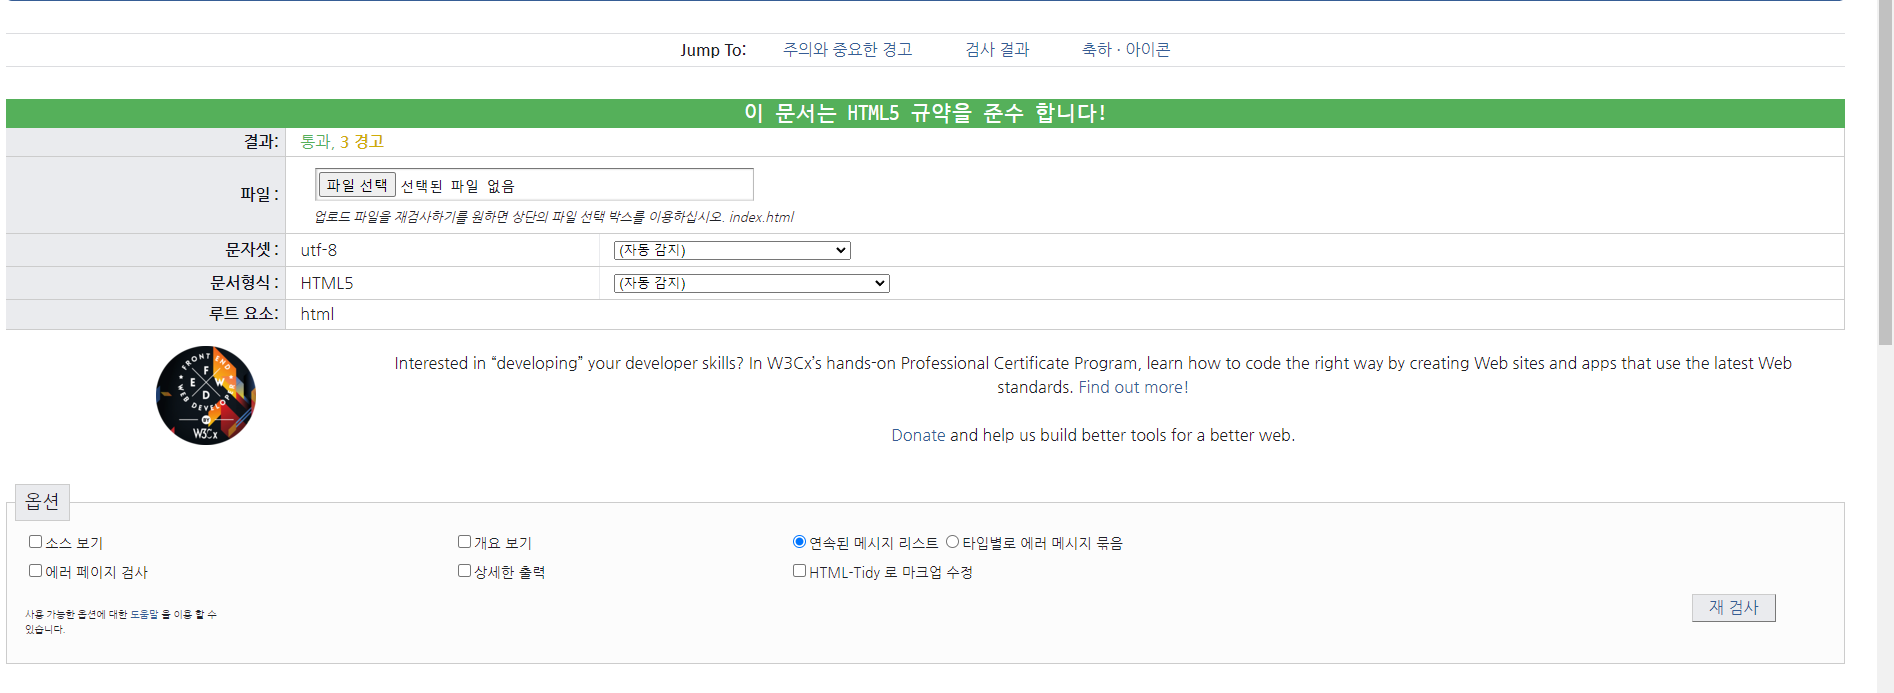 Jump To: 주의와 중요한 경고 검사 결과 축하 · 아이콘
이 문서는 HTML5 규약을 준수 합니다!
결과: 통과, 3 경고
파일 : 파일 선택 선택된 파일 없음
업로드 파일을 재검사하기를 원하면 상단의 파일 선택 박스를 이용하십시오. index.html
문자셋 : utf-8 (자동 감지)
문서형식 : HTML5 (자동 감지)
루트 요소: html
FRONT END
WEB DEVELOPER
F
E W
D
BY
W3Cx
Interested in “developing” your developer skills? In W3Cx’s hands-on Professional Certificate Program, learn how to code the right way by creating Web sites and apps that use the latest Web
standards. Find out more!
Donate and help us build better tools for a better web.
옵션
소스 보기 개요 보기 연속된 메시지 리스트 타입별로 에러 메시지 묶음
에러 페이지 검사 상세한 출력 HTML-Tidy 로 마크업 수정
사용 가능한 옵션에 대한 도움말 을 이용 할 수
있습니다.
재 검사